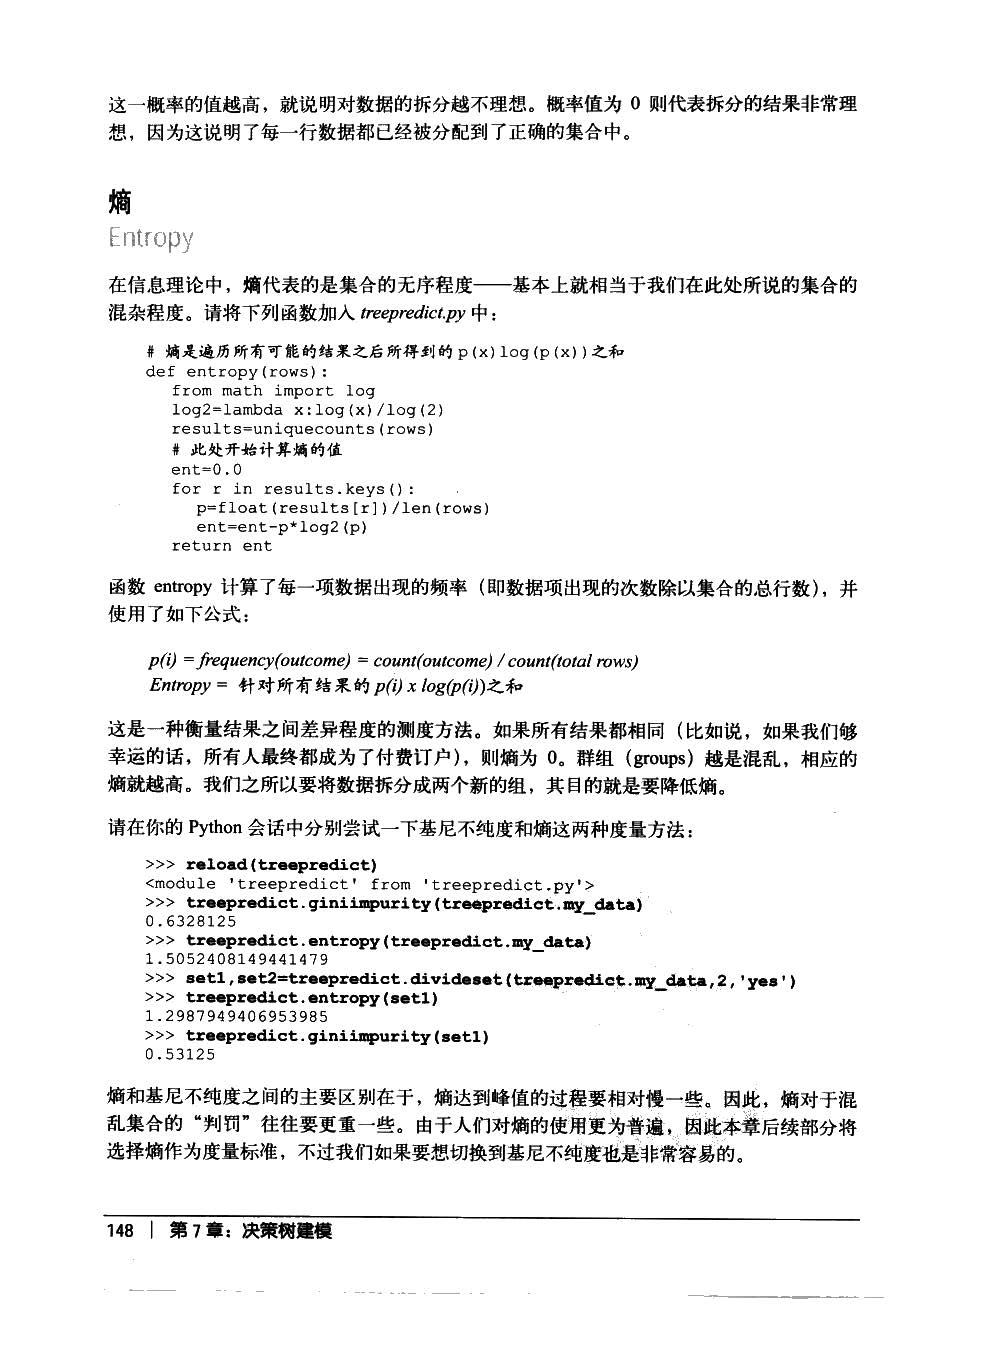 这一概率的值越高，就说明对数据的拆分越不理想。概率值为 0 则代表拆分的结果非常理
想，因为这说明了每一行数据都已经被分配到了正确的集合中。
熵
Entropy
在信息理论中，熵代表的是集合的无序程度——基本上就相当于我们在此处所说的集合的
混杂程度。请将下列函数加入 treepredict.py 中：
# 熵是遍历所有可能的结果之后所得到的 p(x)log(p(x))之和
def entropy(rows):
from math import log
log2=lambda x:log(x)/log(2)
results=uniquecounts(rows)
# 此处开始计算熵的值
ent=0.0
for r in results.keys():
p=float(results[r])/len(rows)
ent=ent-p*log2(p)
return ent
函数 entropy 计算了每一项数据出现的频率（即数据项出现的次数除以集合的总行数），并
使用了如下公式：
p(i) = frequency(outcome) = count(outcome) / count(total rows)
Entropy = 针对所有结果的 p(i) x log(p(i))之和
这是一种衡量结果之间差异程度的测度方法。如果所有结果都相同（比如说，如果我们够
幸运的话，所有人最终都成为了付费订户），则熵为 0。群组（groups）越是混乱，相应的
熵就越高。我们之所以要将数据拆分成两个新的组，其目的就是要降低熵。
请在你的 Python 会话中分别尝试一下基尼不纯度和熵这两种度量方法：
>>> reload(treepredict)
<module 'treepredict' from 'treepredict.py'>
>>> treepredict.giniimpurity(treepredict.my_data)
0.6328125
>>> treepredict.entropy(treepredict.my_data)
1.5052408149441479
>>> set1,set2=treepredict.divideset(treepredict.my_data,2,'yes')
>>> treepredict.entropy(set1)
1.2987949406953985
>>> treepredict.giniimpurity(set1)
0.53125
熵和基尼不纯度之间的主要区别在于，熵达到峰值的过程要相对慢一些。因此，熵对于混
乱集合的“判罚”往往要更重一些。由于人们对熵的使用更为普遍，因此本章后续部分将
选择熵作为度量标准，不过我们如果要想切换到基尼不纯度也是非常容易的。
148 | 第 7 章：决策树建模